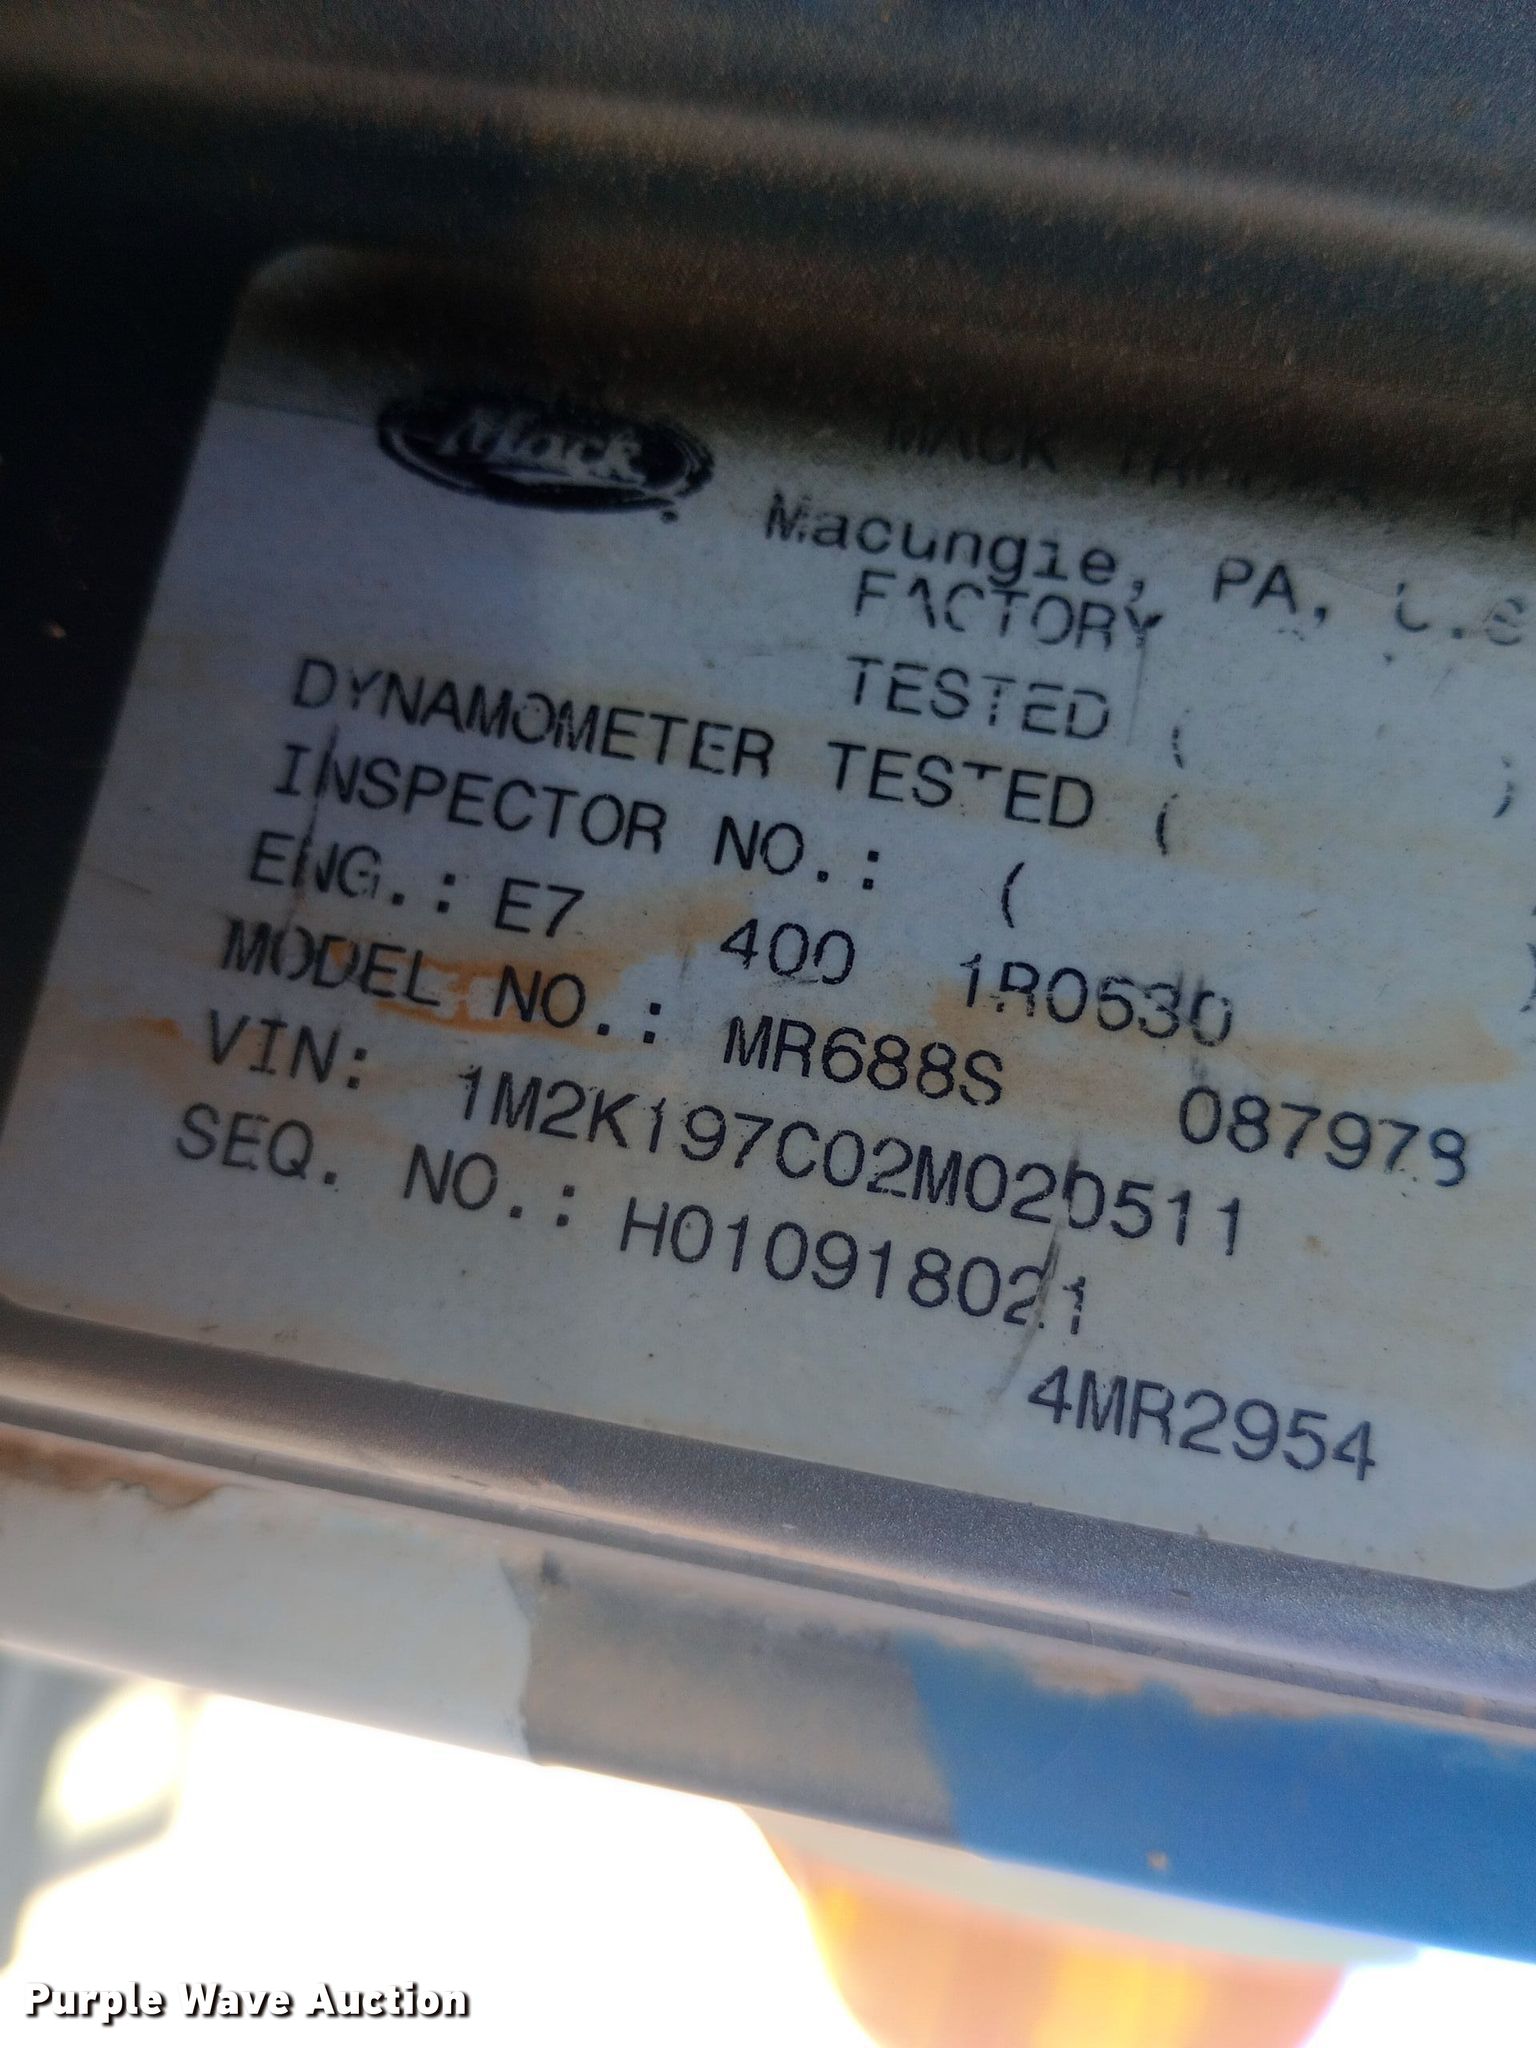 Mack
MACK
Macungie, PA,
FACTORY
TESTED ( )
DYNAMOMETER TESTED (
INSPECTOR NO.: (
ENG.: E7 400 1R0530
MODEL NO.: MR688S 087978
VIN: 1M2K197C02M020511
SEQ. NO.: H010918021
4MR2954
Purple Wave Auction